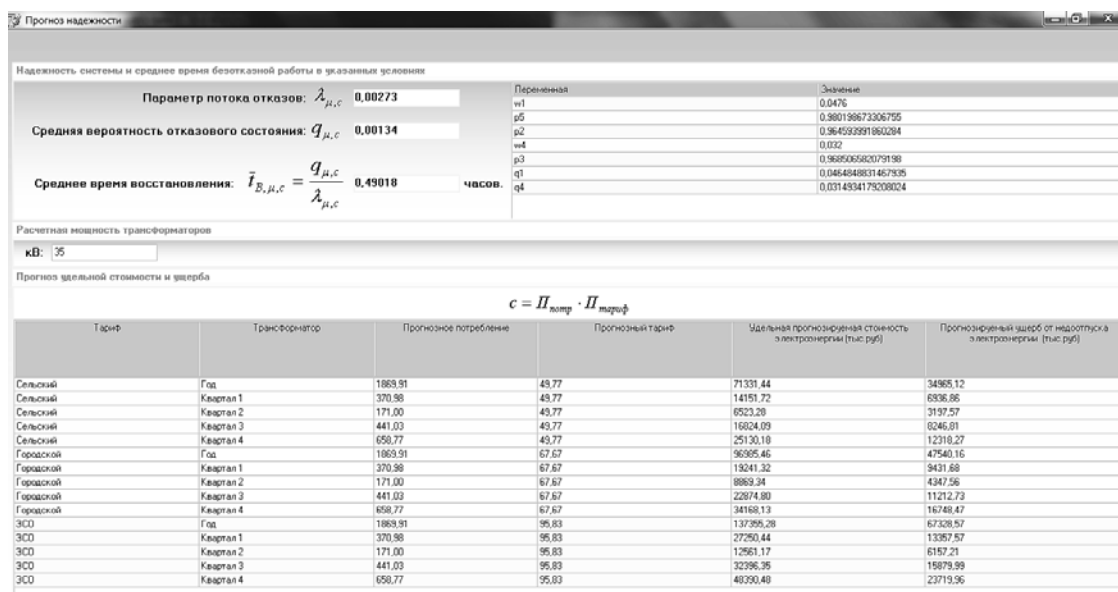 Прогноз надежности
Надежность системы и среднее время безотказной работы в указанных условиях
Параметр потока отказов: λ μ,c 0,00273
Средняя вероятность отказового состояния: q μ,c 0,00134
Среднее время восстановления: t̄ B,μ,c = q μ,c / λ μ,c 0,49018 часов.
Переменная Значение
w1 0,0476
p5 0,980198673306755
p2 0,964593991860284
w4 0,032
p3 0,968506582079198
q1 0,0464848831467935
q4 0,0314934179208024
Расчетная мощность трансформаторов
кВ: 35
Прогноз удельной стоимости и ущерба
c = П потр · П тариф
Тариф Трансформатор Прогнозное потребление Прогнозный тариф Удельная прогнозируемая стоимость электроэнергии (тыс.руб) Прогнозируемый ущерб от недоотпуска электроэнергии (тыс.руб)
Сельский Год 1869,91 49,77 71331,44 34965,12
Сельский Квартал 1 370,98 49,77 14151,72 6936,86
Сельский Квартал 2 171,00 49,77 6523,28 3197,57
Сельский Квартал 3 441,03 49,77 16824,09 8246,81
Сельский Квартал 4 658,77 49,77 25130,18 12318,27
Городской Год 1869,91 67,67 96985,46 47540,16
Городской Квартал 1 370,98 67,67 19241,32 9431,68
Городской Квартал 2 171,00 67,67 8869,34 4347,56
Городской Квартал 3 441,03 67,67 22874,80 11212,73
Городской Квартал 4 658,77 67,67 34168,13 16748,47
ЗСО Год 1869,91 95,83 137355,28 67328,57
ЗСО Квартал 1 370,98 95,83 27250,44 13357,57
ЗСО Квартал 2 171,00 95,83 12561,17 6157,21
ЗСО Квартал 3 441,03 95,83 32396,35 15879,99
ЗСО Квартал 4 658,77 95,83 48390,48 23719,96